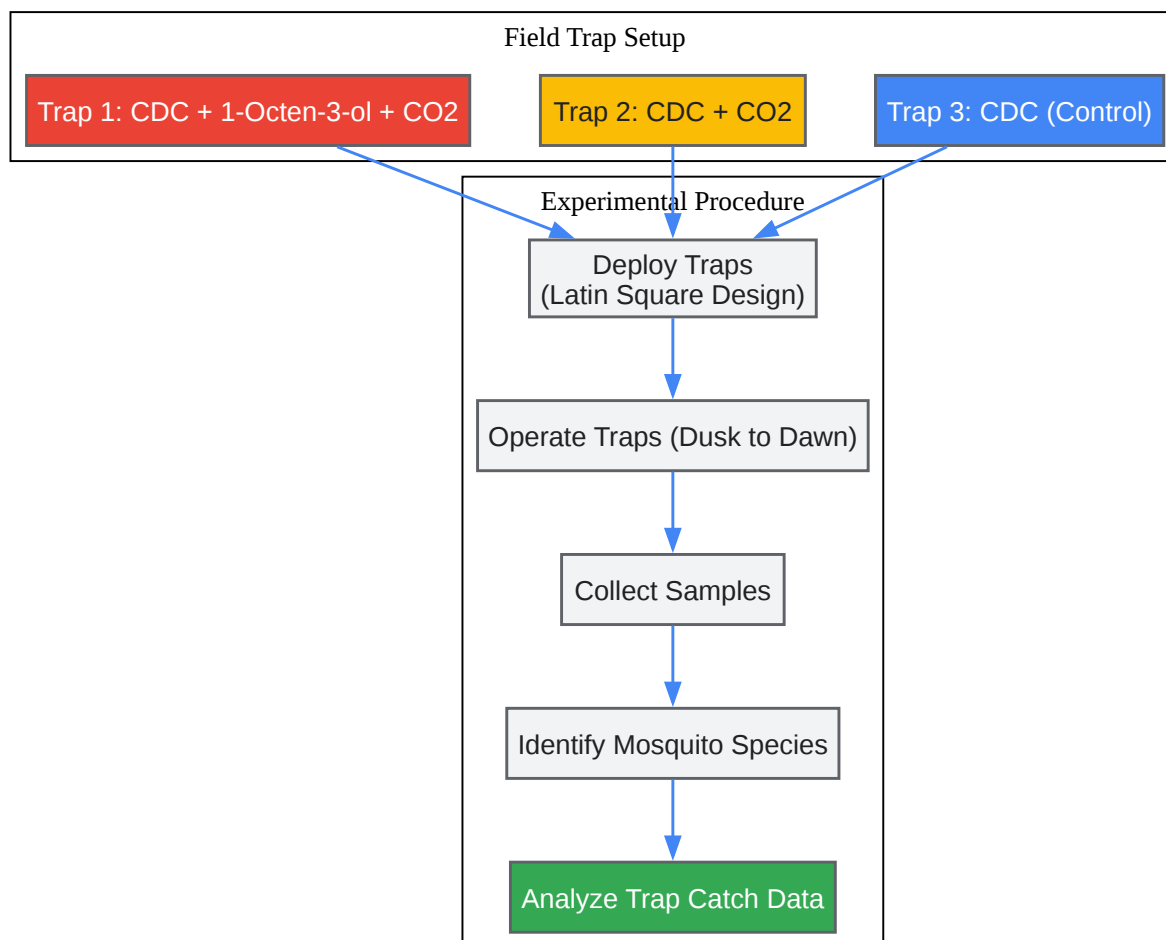 Field Trap Setup
Trap 1: CDC + 1-Octen-3-ol + CO2
Trap 2: CDC + CO2
Trap 3: CDC (Control)
Experimental Procedure
Deploy Traps
(Latin Square Design)
Operate Traps (Dusk to Dawn)
Collect Samples
Identify Mosquito Species
Analyze Trap Catch Data